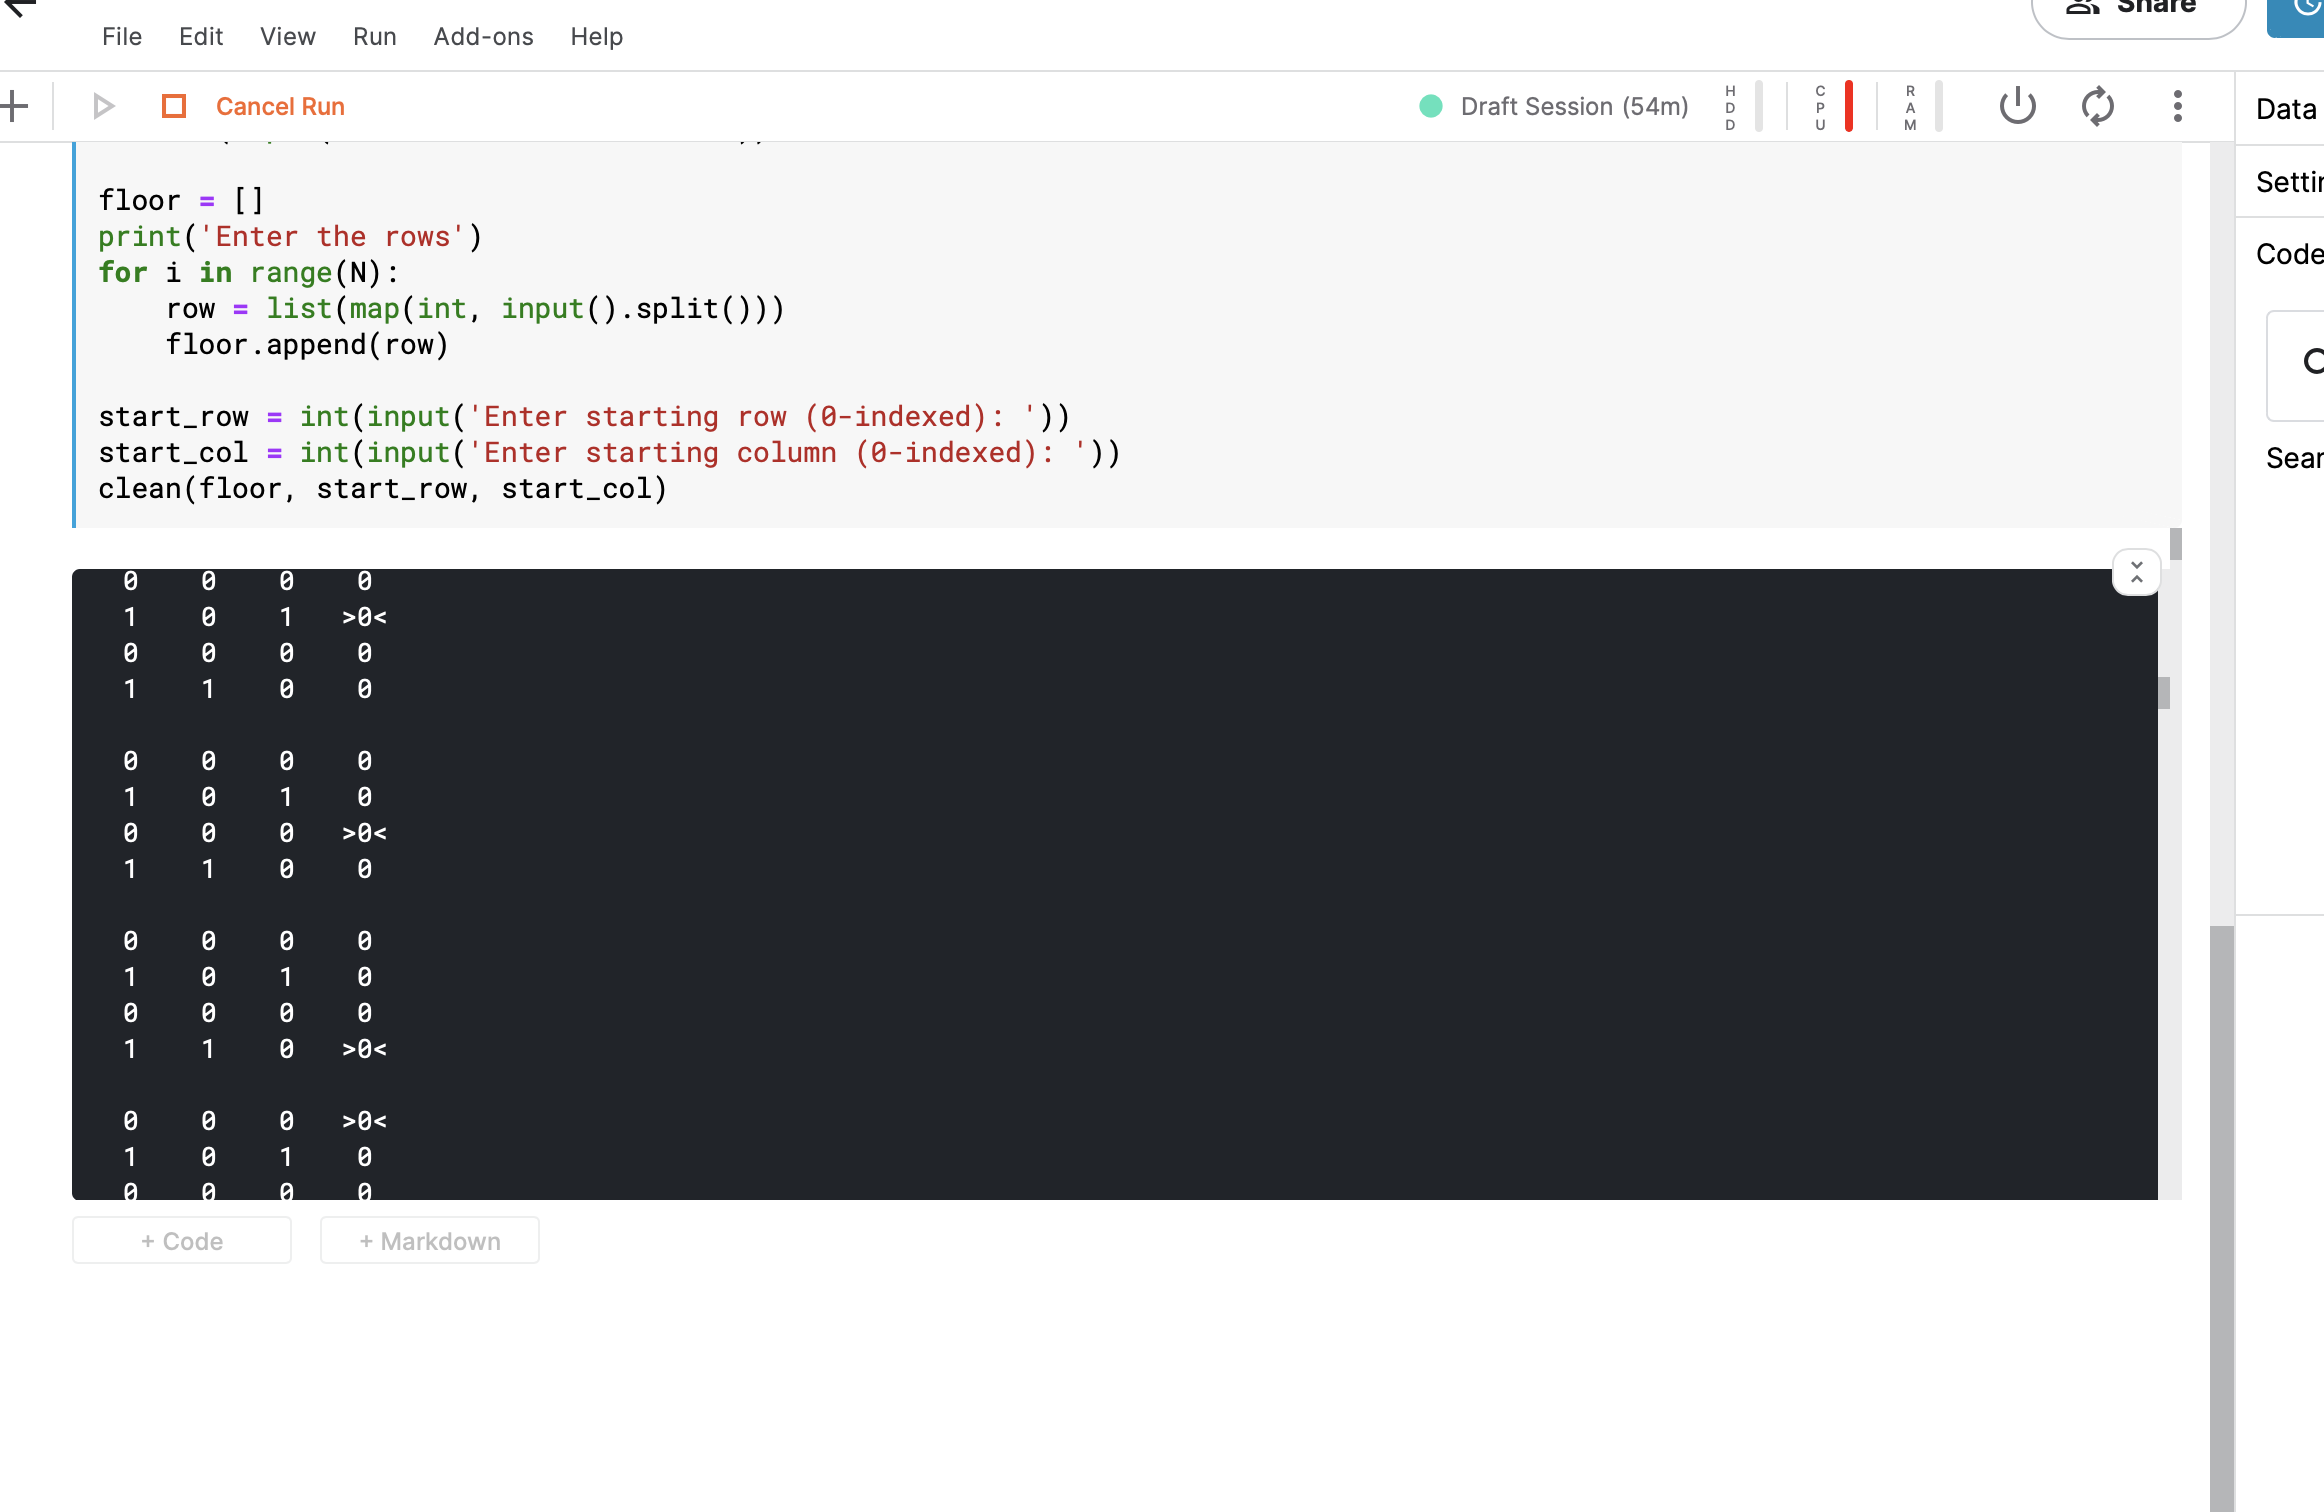 Share
File Edit View Run Add-ons Help
Cancel Run
Draft Session (54m)
HDD
CPU
RAM
Data
Settin
Code
Sear
floor = []
print('Enter the rows')
for i in range(N):
    row = list(map(int, input().split()))
    floor.append(row)
start_row = int(input('Enter starting row (0-indexed): '))
start_col = int(input('Enter starting column (0-indexed): '))
clean(floor, start_row, start_col)
0 0 0 0
1 0 1 >0<
0 0 0 0
1 1 0 0
0 0 0 0
1 0 1 0
0 0 0 >0<
1 1 0 0
0 0 0 0
1 0 1 0
0 0 0 0
1 1 0 >0<
0 0 0 >0<
1 0 1 0
0 0 0 0
+ Code
+ Markdown